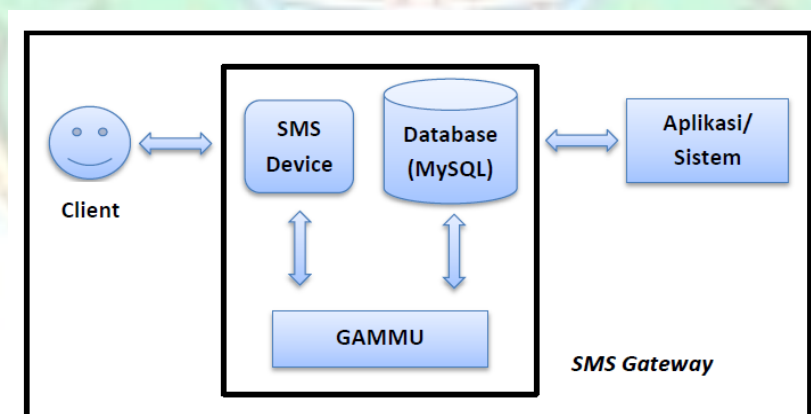 SMS
Device
Database
(MySQL)
Aplikasi/
Sistem
Client
GAMMU
SMS Gateway